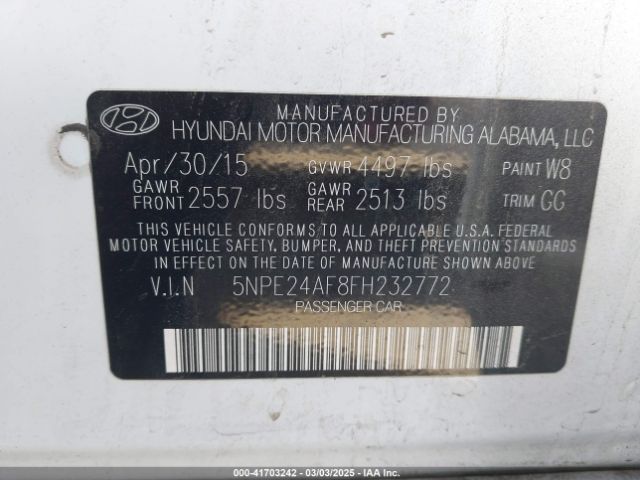 MANUFACTURED BY
HYUNDAI MOTOR MANUFACTURING ALABAMA, LLC
Apr/30/15 GVWR 4497 lbs PAINT W8
GAWR FRONT 2557 lbs GAWR REAR 2513 lbs TRIM GG
THIS VEHICLE CONFORMS TO ALL APPLICABLE U.S.A. FEDERAL
MOTOR VEHICLE SAFETY, BUMPER, AND THEFT PREVENTION STANDARDS
IN EFFECT ON THE DATE OF MANUFACTURE SHOWN ABOVE
V.I.N 5NPE24AF8FH232772
PASSENGER CAR
000-41703242 - 03/03/2025 - IAA Inc.